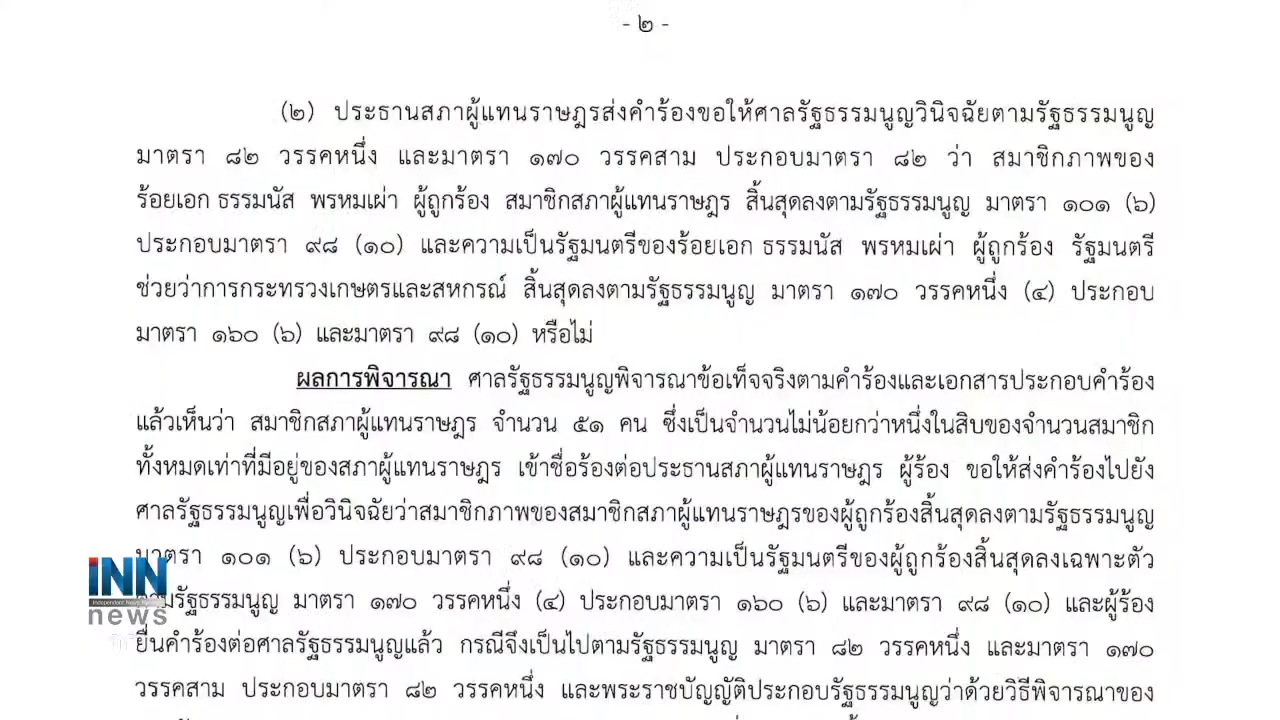 - ๒ -
(๒) ประธานสภาผู้แทนราษฎรส่งคำร้องขอให้ศาลรัฐธรรมนูญวินิจฉัยตามรัฐธรรมนูญ
มาตรา ๘๒ วรรคหนึ่ง และมาตรา ๑๗๐ วรรคสาม ประกอบมาตรา ๘๒ ว่า สมาชิกภาพของ
ร้อยเอก ธรรมนัส พรหมเผ่า ผู้ถูกร้อง สมาชิกสภาผู้แทนราษฎร สิ้นสุดลงตามรัฐธรรมนูญ มาตรา ๑๐๑ (๖)
ประกอบมาตรา ๙๘ (๑๐) และความเป็นรัฐมนตรีของร้อยเอก ธรรมนัส พรหมเผ่า ผู้ถูกร้อง รัฐมนตรี
ช่วยว่าการกระทรวงเกษตรและสหกรณ์ สิ้นสุดลงตามรัฐธรรมนูญ มาตรา ๑๗๐ วรรคหนึ่ง (๔) ประกอบ
มาตรา ๑๖๐ (๖) และมาตรา ๙๘ (๑๐) หรือไม่
ผลการพิจารณา ศาลรัฐธรรมนูญพิจารณาข้อเท็จจริงตามคำร้องและเอกสารประกอบคำร้อง
แล้วเห็นว่า สมาชิกสภาผู้แทนราษฎร จำนวน ๕๑ คน ซึ่งเป็นจำนวนไม่น้อยกว่าหนึ่งในสิบของจำนวนสมาชิก
ทั้งหมดเท่าที่มีอยู่ของสภาผู้แทนราษฎร เข้าชื่อร้องต่อประธานสภาผู้แทนราษฎร ผู้ร้อง ขอให้ส่งคำร้องไปยัง
ศาลรัฐธรรมนูญเพื่อวินิจฉัยว่าสมาชิกภาพของสมาชิกสภาผู้แทนราษฎรของผู้ถูกร้องสิ้นสุดลงตามรัฐธรรมนูญ
มาตรา ๑๐๑ (๖) ประกอบมาตรา ๙๘ (๑๐) และความเป็นรัฐมนตรีของผู้ถูกร้องสิ้นสุดลงเฉพาะตัว
ตามรัฐธรรมนูญ มาตรา ๑๗๐ วรรคหนึ่ง (๔) ประกอบมาตรา ๑๖๐ (๖) และมาตรา ๙๘ (๑๐) และผู้ร้อง
ยื่นคำร้องต่อศาลรัฐธรรมนูญแล้ว กรณีจึงเป็นไปตามรัฐธรรมนูญ มาตรา ๘๒ วรรคหนึ่ง และมาตรา ๑๗๐
วรรคสาม ประกอบมาตรา ๘๒ วรรคหนึ่ง และพระราชบัญญัติประกอบรัฐธรรมนูญว่าด้วยวิธีพิจารณาของ
iNN
news